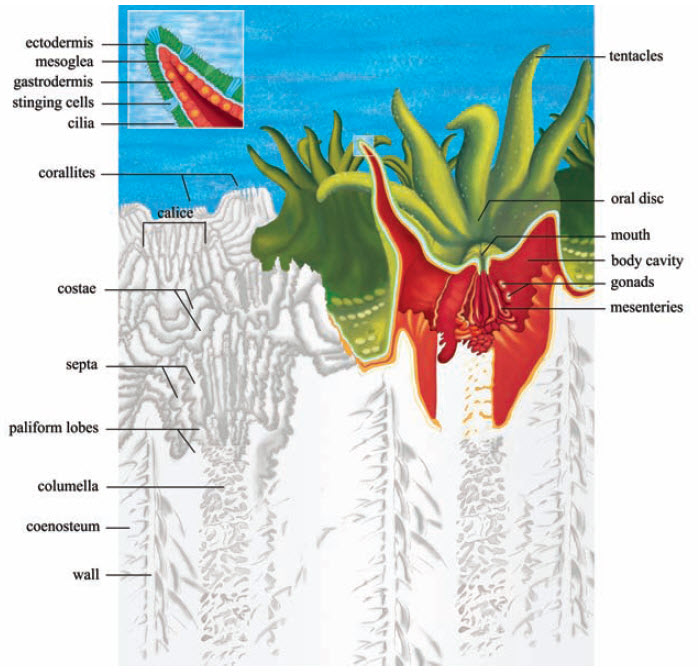 ectodermis
mesoglea
gastrodermis
stinging cells
cilia
corallites
calice
costae
septa
paliform lobes
columella
coenosteum
wall
tentacles
oral disc
mouth
body cavity
gonads
mesenteries